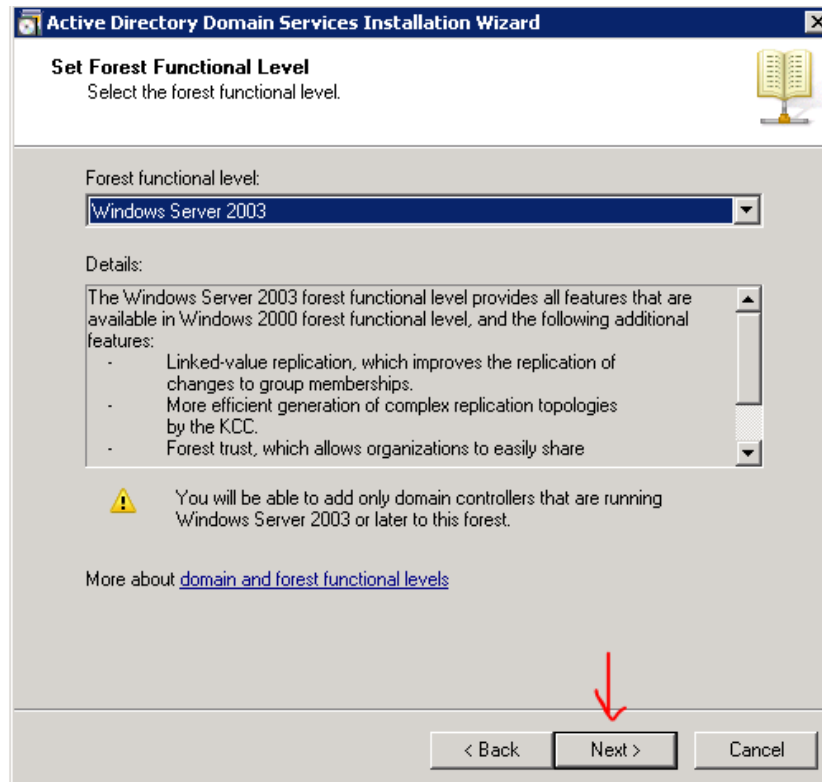 Active Directory Domain Services Installation Wizard
Set Forest Functional Level
Select the forest functional level.
Forest functional level:
Windows Server 2003
Details:
The Windows Server 2003 forest functional level provides all features that are
available in Windows 2000 forest functional level, and the following additional
features:
- Linked-value replication, which improves the replication of
changes to group memberships.
- More efficient generation of complex replication topologies
by the KCC.
- Forest trust, which allows organizations to easily share
You will be able to add only domain controllers that are running
Windows Server 2003 or later to this forest.
More about domain and forest functional levels
< Back Next > Cancel